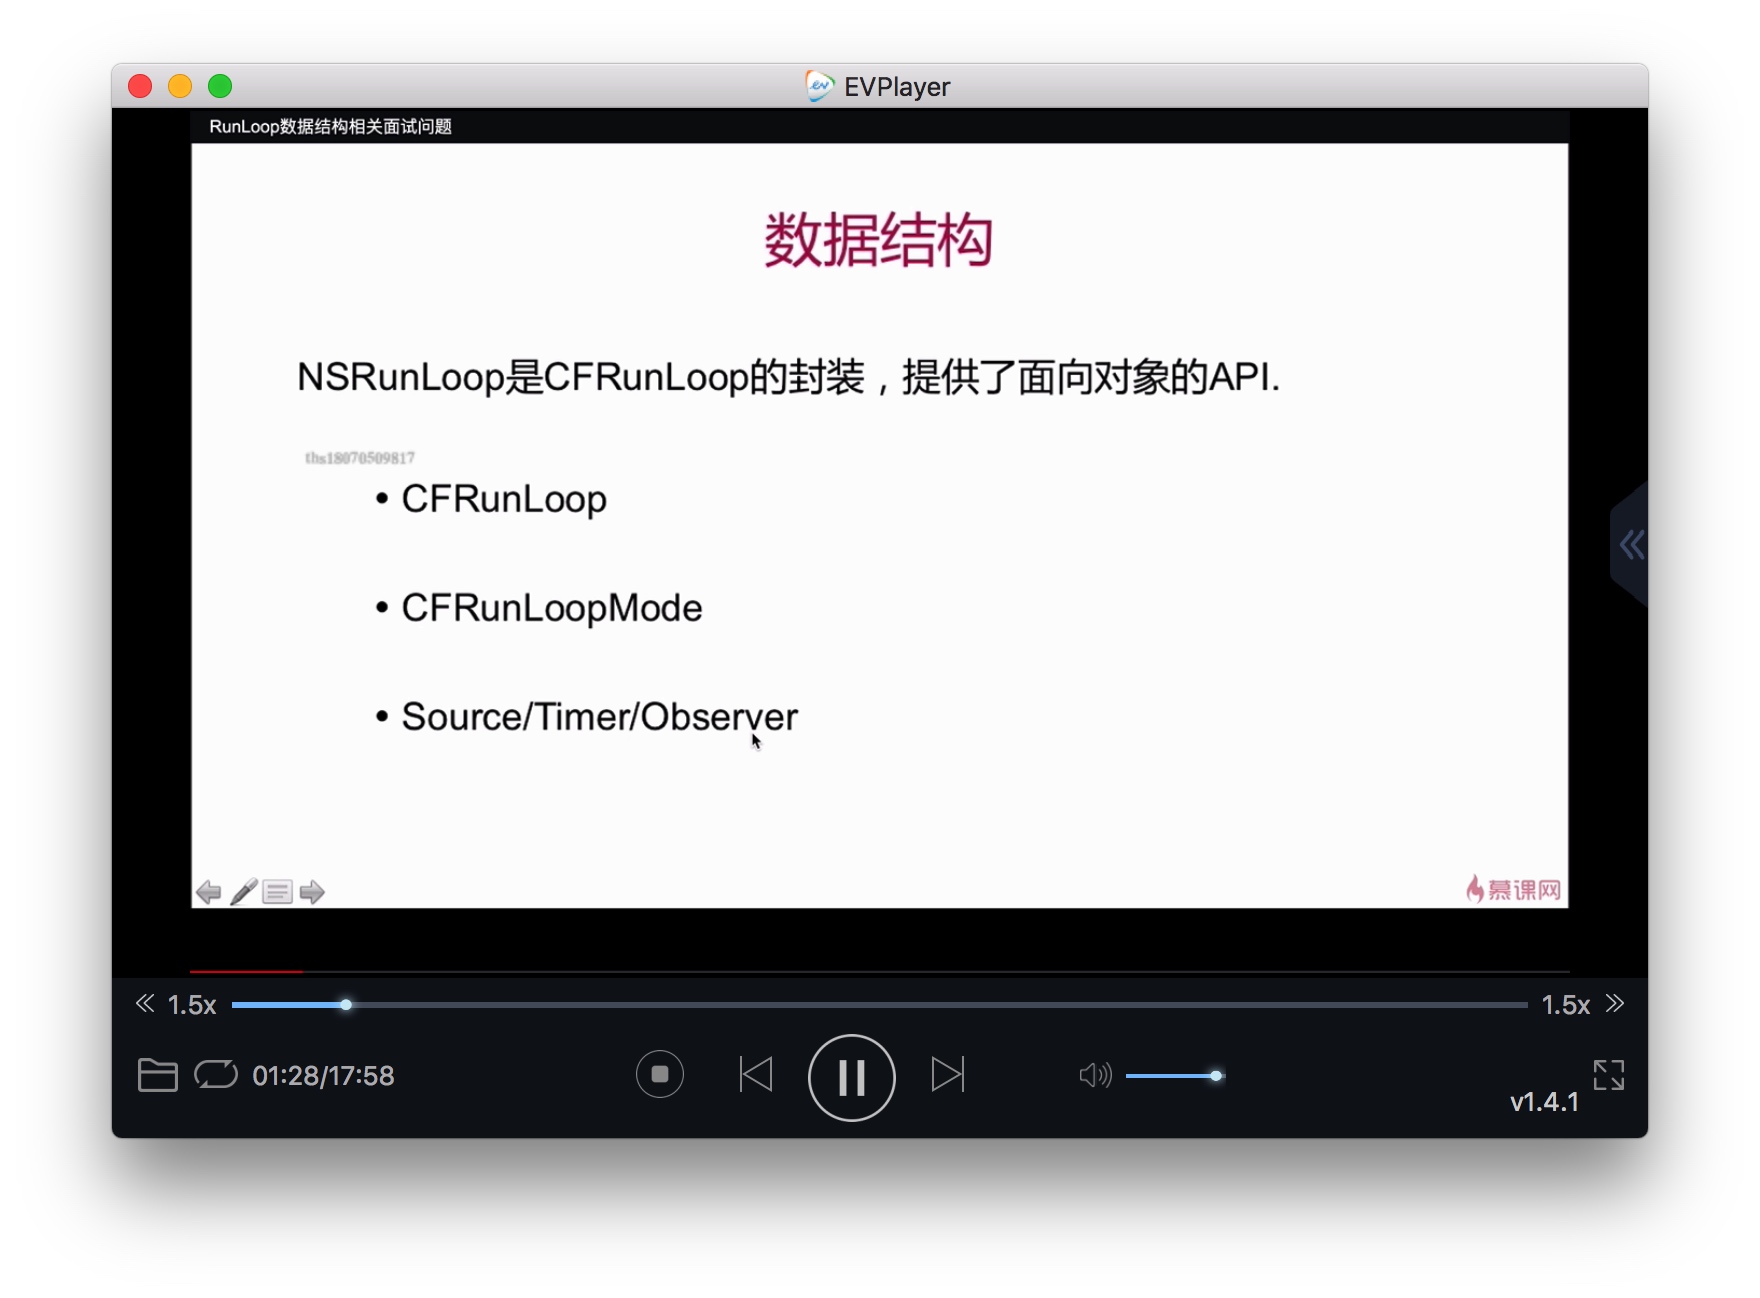 EVPlayer
RunLoop数据结构相关面试问题
数据结构
NSRunLoop是CFRunLoop的封装，提供了面向对象的API.
ths18070509817
• CFRunLoop
• CFRunLoopMode
• Source/Timer/Observer
慕课网
1.5x
1.5x
01:28/17:58
v1.4.1